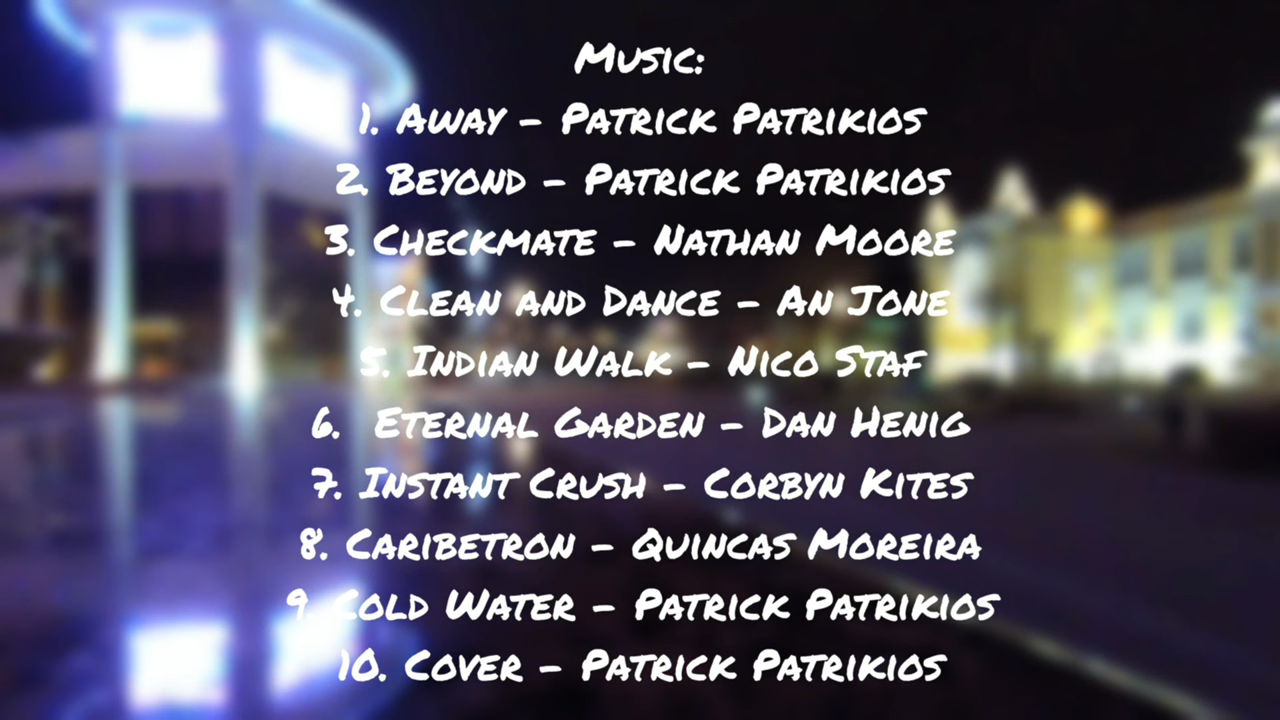 Music:
1. Away - Patrick Patrikios
2. Beyond - Patrick Patrikios
3. Checkmate - Nathan Moore
4. Clean and Dance - An Jone
5. Indian Walk - Nico Staf
6. Eternal Garden - Dan Henig
7. Instant Crush - Corbyn Kites
8. Caribetron - Quincas Moreira
9. Cold Water - Patrick Patrikios
10. Cover - Patrick Patrikios